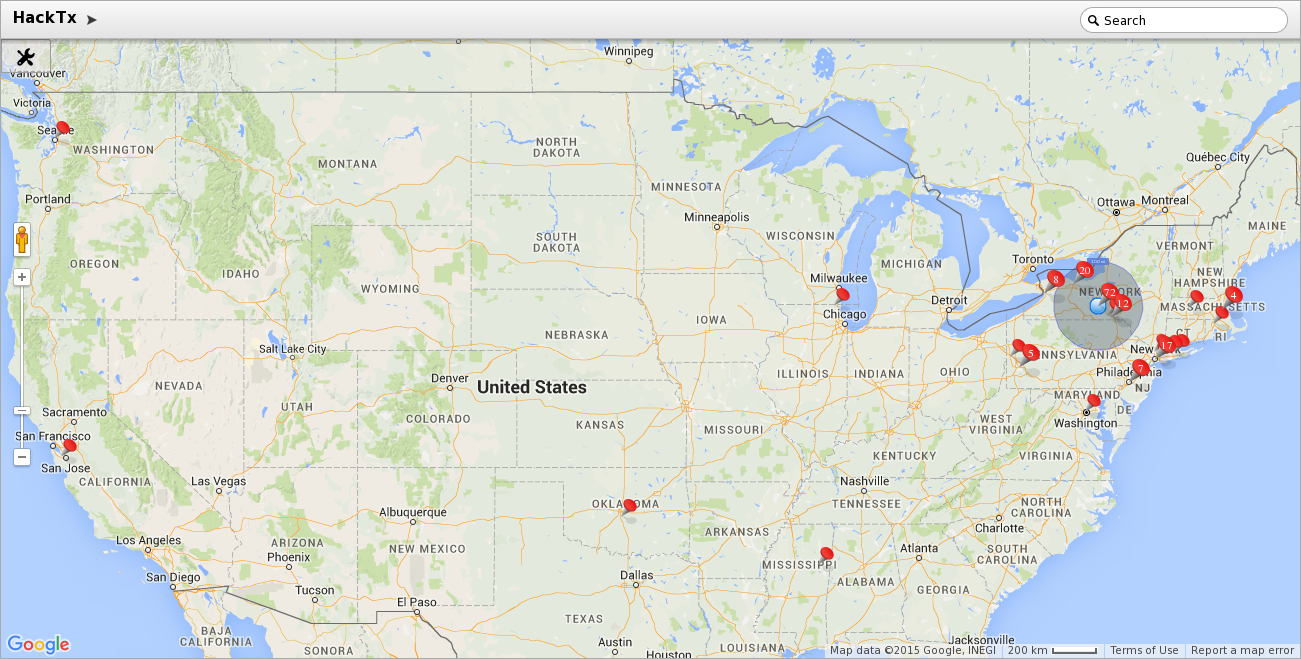 HackTx
Search
Winnipeg
Vancouver
Victoria
Seattle
WASHINGTON
NORTH
DAKOTA
MONTANA
Québec City
MINNESOTA
Portland
Ottawa
Montreal
Minneapolis
MAINE
WISCONSIN
SOUTH
DAKOTA
VERMONT
Toronto
OREGON
MICHIGAN
IDAHO
20
8
NEW
HAMPSHIRE
Milwaukee
WYOMING
72
NEW YORK
4
12
MASSACHUSETTS
Detroit
Chicago
IOWA
NEBRASKA
CT
RI
Salt Lake City
17
New
5
PENNSYLVANIA
7
Philadelphia
Denver
ILLINOIS
INDIANA
OHIO
United States
NEVADA
NJ
MARYLAND
UTAH
DE
Sacramento
COLORADO
WEST
VIRGINIA
Washington
KANSAS
MISSOURI
San Francisco
KENTUCKY
VIRGINIA
San Jose
CALIFORNIA
Las Vegas
Nashville
OKLAHOMA
TENNESSEE
NORTH
CAROLINA
Albuquerque
Charlotte
ARKANSAS
Los Angeles
ARIZONA
NEW MEXICO
Atlanta
SOUTH
CAROLINA
Phoenix
MISSISSIPPI
San Diego
Dallas
ALABAMA
Tucson
GEORGIA
El Paso
TEXAS
BAJA
CALIFORNIA
Austin
Jacksonville
SONORA
Houston
LOUISIANA
Google
Map data ©2015 Google, INEGI
200 km
Terms of Use
Report a map error